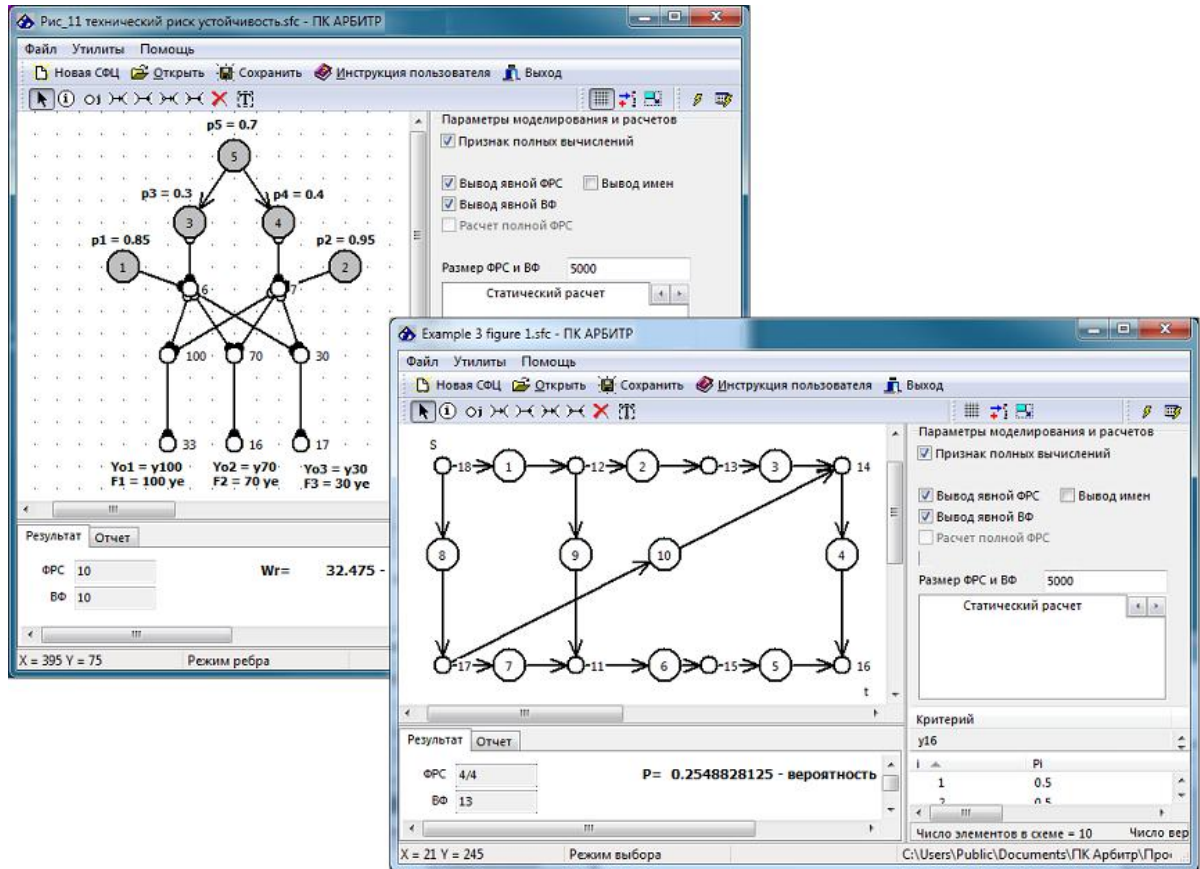 Рис_11 технический риск устойчивость.sfc - ПК АРБИТР
Файл Утилиты Помощь
Новая СФЦ Открыть Сохранить Инструкция пользователя Выход
p5 = 0.7
5
p3 = 0.3 p4 = 0.4
3 4
p1 = 0.85 p2 = 0.95
1 2
6 7
100 70 30
33 16 17
Yo1 = y100 Yo2 = y70 Yo3 = y30
F1 = 100 ye F2 = 70 ye F3 = 30 ye
Параметры моделирования и расчетов
Признак полных вычислений
Вывод явной ФРС Вывод имен
Вывод явной ВФ
Расчет полной ФРС
Размер ФРС и ВФ 5000
Статический расчет
Результат Отчет
ФРС 10 Wr= 32.475 -
ВФ 10
X = 395 Y = 75 Режим ребра
Example 3 figure 1.sfc - ПК АРБИТР
Файл Утилиты Помощь
Новая СФЦ Открыть Сохранить Инструкция пользователя Выход
S
18 1 12 2 13 3 14
8 9 10 4
17 7 11 6 15 5 16
t
Параметры моделирования и расчетов
Признак полных вычислений
Вывод явной ФРС Вывод имен
Вывод явной ВФ
Расчет полной ФРС
Размер ФРС и ВФ 5000
Статический расчет
Критерий
y16
i Pi
1 0.5
Число элементов в схеме = 10 Число вер
Результат Отчет
ФРС 4/4 P= 0.2548828125 - вероятность
ВФ 13
X = 21 Y = 245 Режим выбора C:\Users\Public\Documents\ПК Арбитр\Про